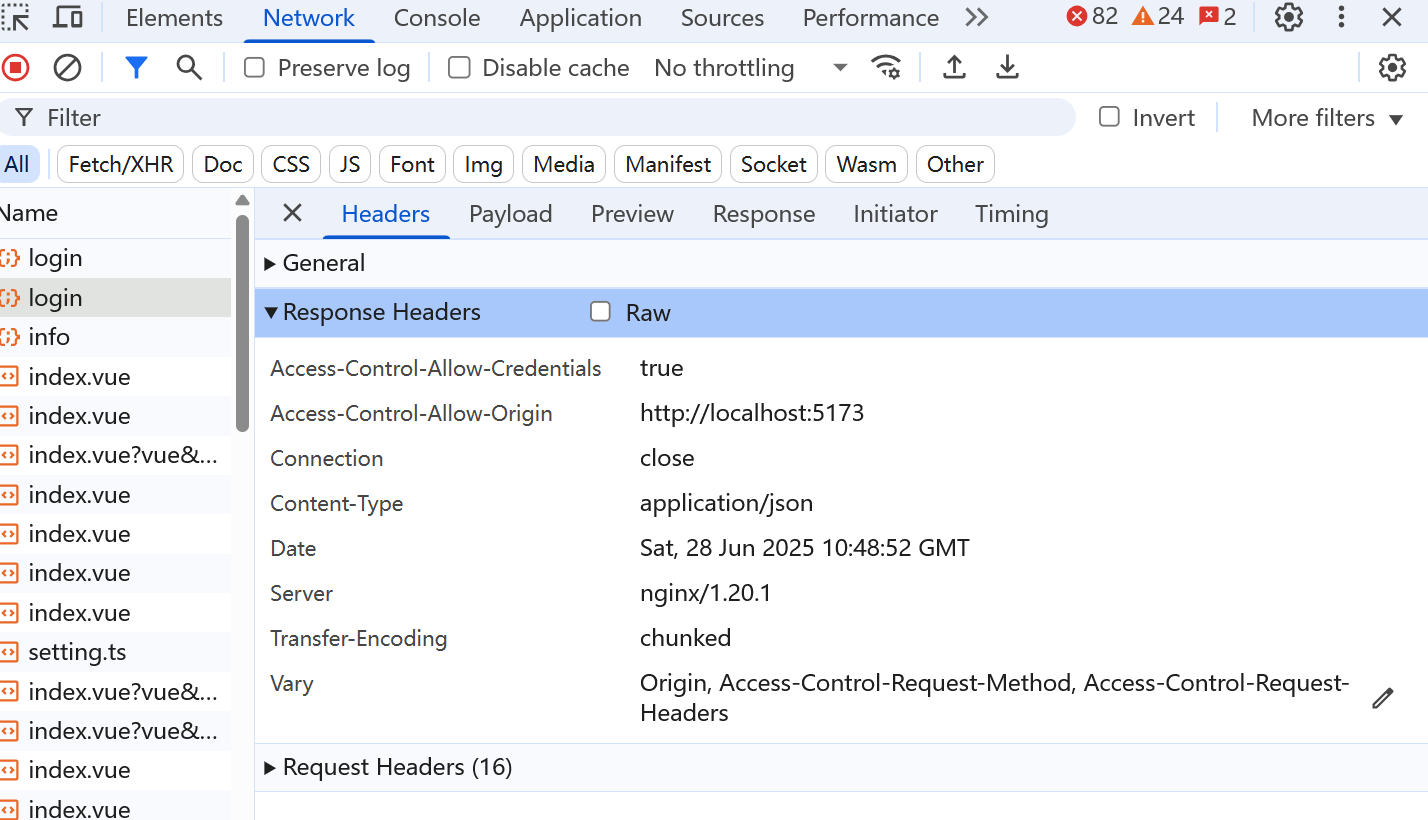 Elements Network Console Application Sources Performance 82 24 2
Preserve log Disable cache No throttling
Filter Invert More filters
All Fetch/XHR Doc CSS JS Font Img Media Manifest Socket Wasm Other
Name Headers Payload Preview Response Initiator Timing
login
login
info
index.vue
index.vue
index.vue?vue&...
index.vue
index.vue
index.vue
index.vue
setting.ts
index.vue?vue&...
index.vue?vue&...
index.vue
index.vue
General
Response Headers Raw
Access-Control-Allow-Credentials true
Access-Control-Allow-Origin http://localhost:5173
Connection close
Content-Type application/json
Date Sat, 28 Jun 2025 10:48:52 GMT
Server nginx/1.20.1
Transfer-Encoding chunked
Vary Origin, Access-Control-Request-Method, Access-Control-Request-
Headers
Request Headers (16)